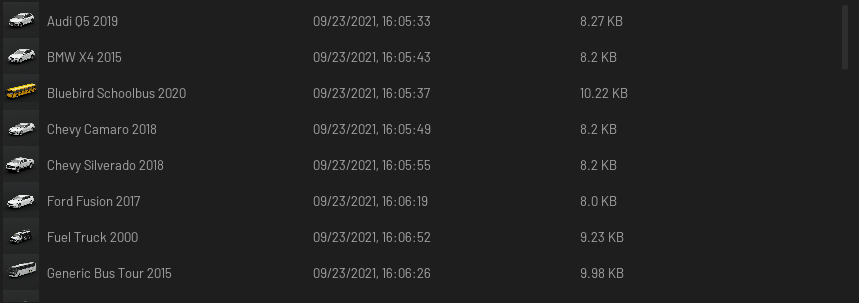 Audi Q5 2019 09/23/2021, 16:05:33 8.27 KB
BMW X4 2015 09/23/2021, 16:05:43 8.2 KB
Bluebird Schoolbus 2020 09/23/2021, 16:05:37 10.22 KB
Chevy Camaro 2018 09/23/2021, 16:05:49 8.2 KB
Chevy Silverado 2018 09/23/2021, 16:05:55 8.2 KB
Ford Fusion 2017 09/23/2021, 16:06:19 8.0 KB
Fuel Truck 2000 09/23/2021, 16:06:52 9.23 KB
Generic Bus Tour 2015 09/23/2021, 16:06:26 9.98 KB